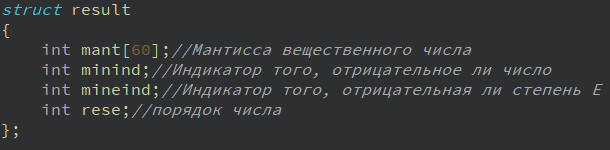 struct result
{
int mant[60];//Мантисса вещественного числа
int minind;//Индикатор того, отрицательное ли число
int mineind;//Индикатор того, отрицательная ли степень E
int rese;//порядок числа
};